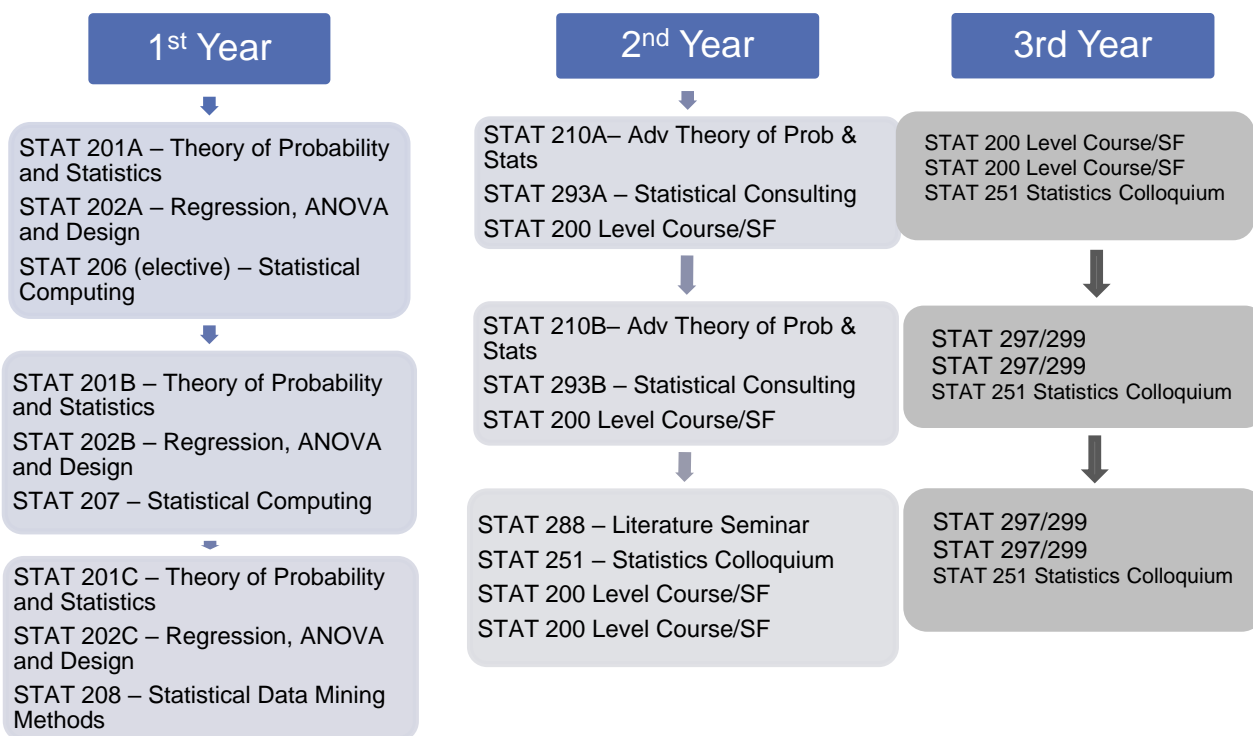 1st Year
STAT 201A – Theory of Probability
and Statistics
STAT 202A – Regression, ANOVA
and Design
STAT 206 (elective) – Statistical
Computing
STAT 201B – Theory of Probability
and Statistics
STAT 202B – Regression, ANOVA
and Design
STAT 207 – Statistical Computing
STAT 201C – Theory of Probability
and Statistics
STAT 202C – Regression, ANOVA
and Design
STAT 208 – Statistical Data Mining
Methods
2nd Year
STAT 210A– Adv Theory of Prob &
Stats
STAT 293A – Statistical Consulting
STAT 200 Level Course/SF
STAT 210B– Adv Theory of Prob &
Stats
STAT 293B – Statistical Consulting
STAT 200 Level Course/SF
STAT 288 – Literature Seminar
STAT 251 – Statistics Colloquium
STAT 200 Level Course/SF
STAT 200 Level Course/SF
3rd Year
STAT 200 Level Course/SF
STAT 200 Level Course/SF
STAT 251 Statistics Colloquium
STAT 297/299
STAT 297/299
STAT 251 Statistics Colloquium
STAT 297/299
STAT 297/299
STAT 251 Statistics Colloquium